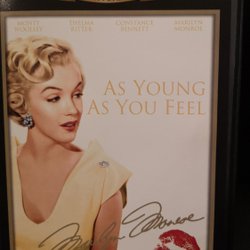 MONTY THELMA CONSTANCE MARILYN
WOOLLEY RITTER BENNETT MONROE
AS YOUNG
AS YOU FEEL
Marilyn Monroe